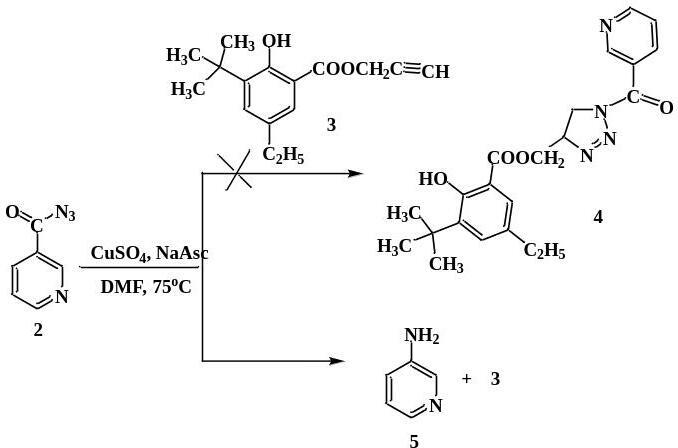 CH₃ OH
H₃C
H₃C
COOCH₂C≡CH
3
C₂H₅
N
C
O
N
N
N
COOCH₂
HO
H₃C
H₃C
CH₃
C₂H₅
4
O
N₃
C
N
2
CuSO₄, NaAsc
DMF, 75°C
NH₂
N
+ 3
5